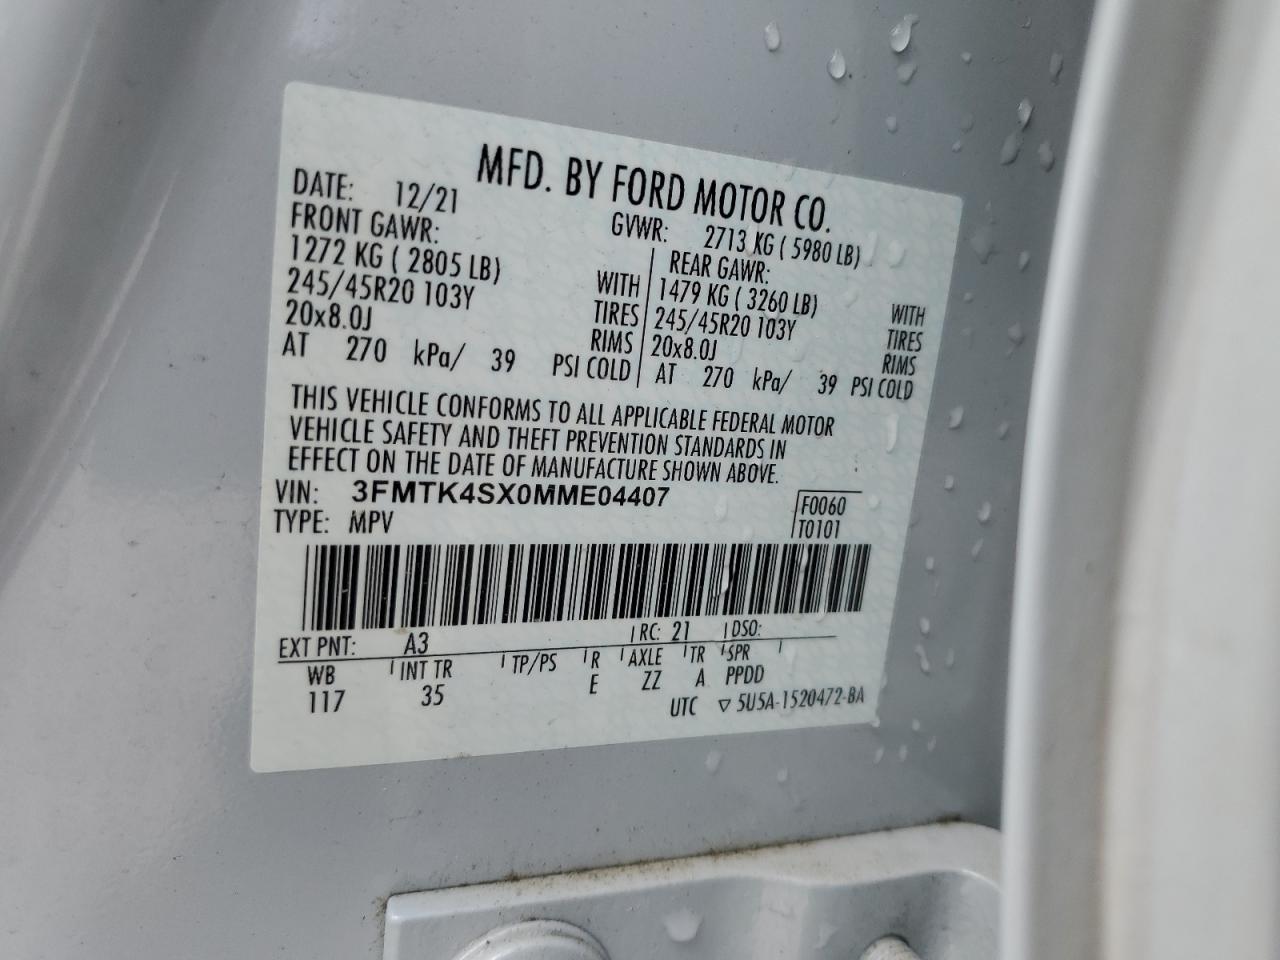 MFD. BY FORD MOTOR CO.
DATE: 12/21 GVWR: 2713 KG ( 5980 LB)
FRONT GAWR: REAR GAWR:
1272 KG ( 2805 LB) WITH 1479 KG ( 3260 LB) WITH
245/45R20 103Y TIRES 245/45R20 103Y TIRES
20x8.0J RIMS 20x8.0J RIMS
AT 270 kPa/ 39 PSI COLD AT 270 kPa/ 39 PSI COLD
THIS VEHICLE CONFORMS TO ALL APPLICABLE FEDERAL MOTOR
VEHICLE SAFETY AND THEFT PREVENTION STANDARDS IN
EFFECT ON THE DATE OF MANUFACTURE SHOWN ABOVE.
VIN: 3FMTK4SX0MME04407 F0060
TYPE: MPV T0101
EXT PNT: A3 RC: 21 DSO:
WB INT TR TP/PS R AXLE TR SPR
117 35 E ZZ A PPDD
UTC ▽ 5U5A-1520472-BA